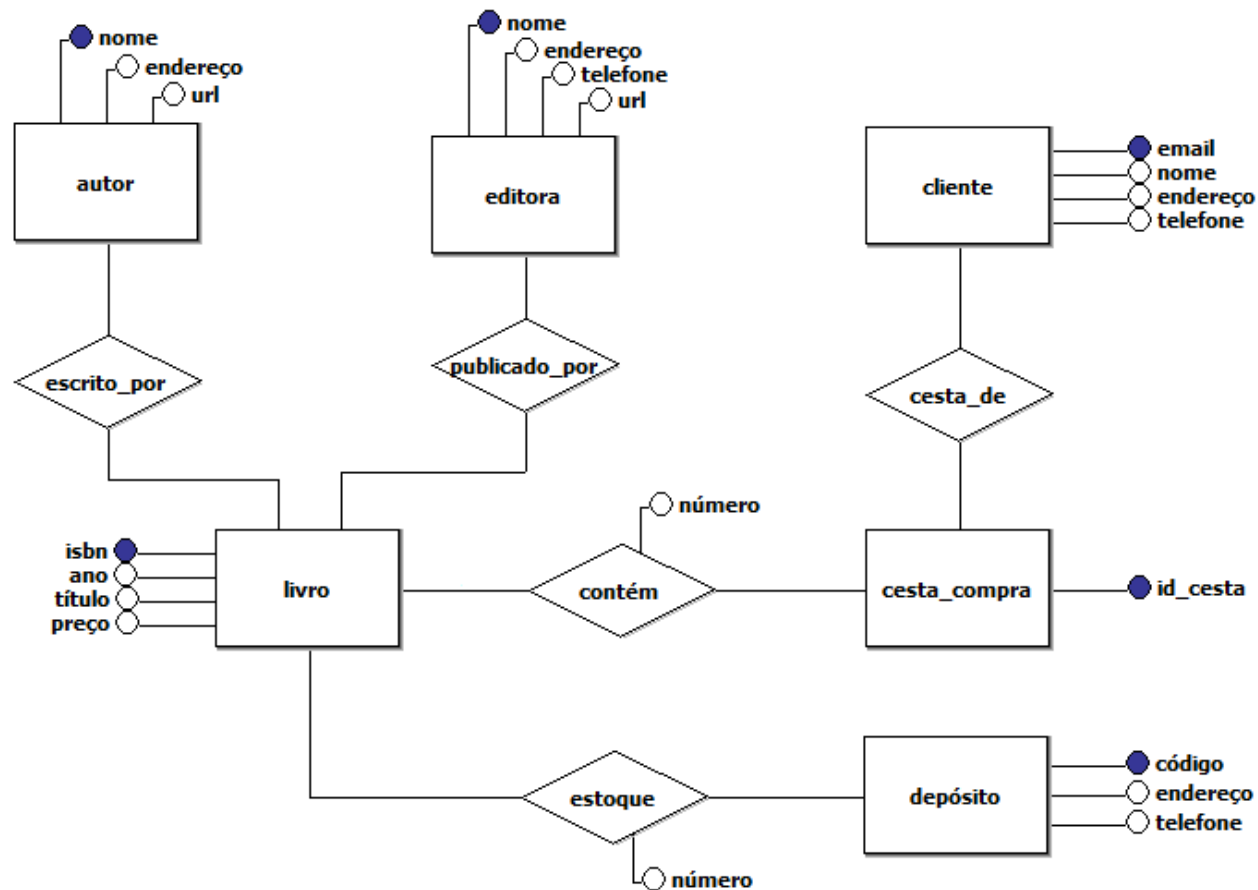 nome
endereço
url
autor
nome
endereço
telefone
url
editora
email
nome
endereço
telefone
cliente
escrito_por
publicado_por
cesta_de
isbn
ano
título
preço
livro
número
contém
cesta_compra
id_cesta
estoque
número
depósito
código
endereço
telefone